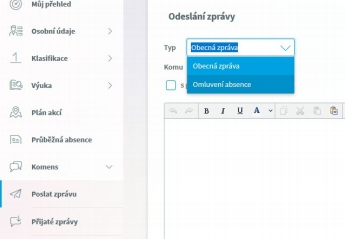 Můj přehled
Osobní údaje
1 Klasifikace
Výuka
Plán akcí
Průběžná absence
Komens
Poslat zprávu
Přijaté zprávy
Odeslání zprávy
Typ Obecná zpráva
Obecná zpráva
Omluvení absence
Komu
B I U A